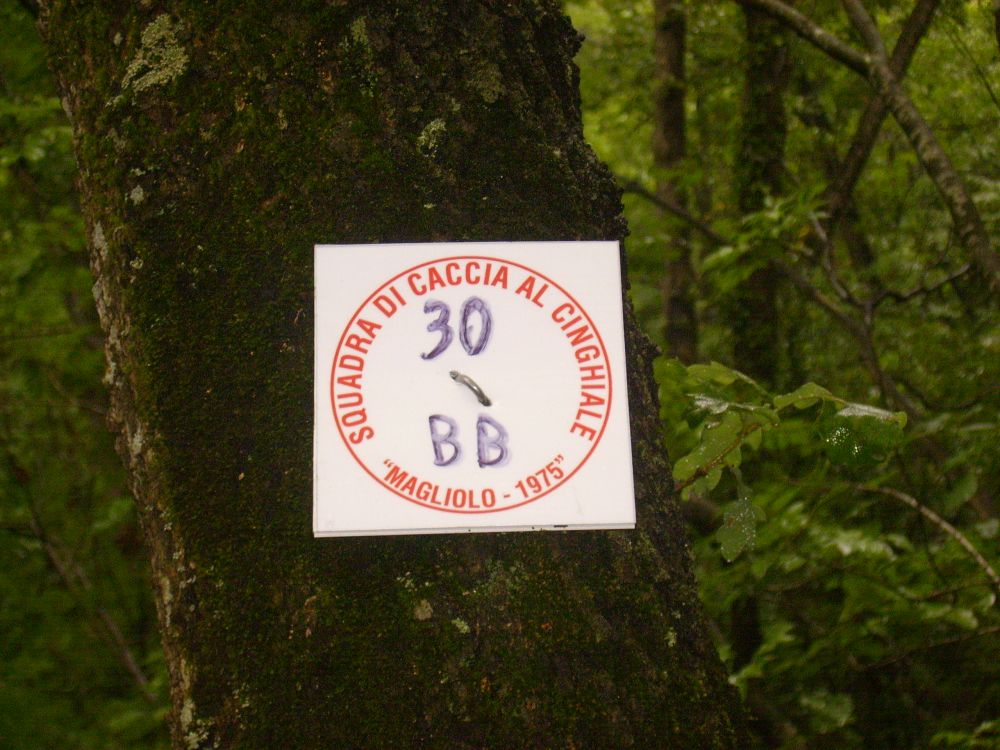 SQUADRA DI CACCIA AL CINGHIALE
30
BB
"MAGLIOLO - 1975"